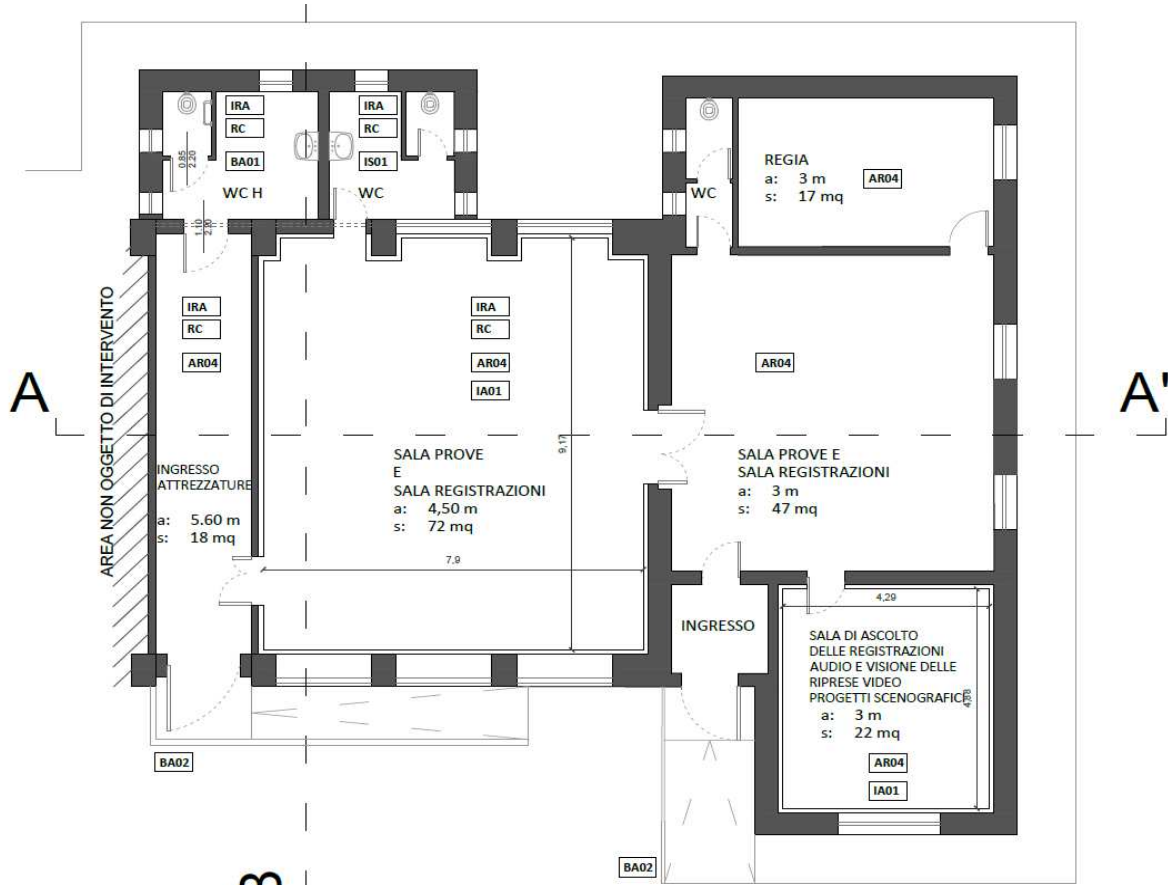 IRA
RC
BA01
WC H
0.85
2.20
1.10
2.20
IRA
RC
IS01
WC
WC
REGIA
a: 3 m
s: 17 mq
AR04
AREA NON OGGETTO DI INTERVENTO
IRA
RC
AR04
IRA
RC
AR04
IA01
AR04
A
A'
INGRESSO
ATTREZZATURE
a: 5.60 m
s: 18 mq
SALA PROVE
E
SALA REGISTRAZIONI
a: 4,50 m
s: 72 mq
9,17
7,9
SALA PROVE E
SALA REGISTRAZIONI
a: 3 m
s: 47 mq
INGRESSO
4,29
4,88
SALA DI ASCOLTO
DELLE REGISTRAZIONI
AUDIO E VISIONE DELLE
RIPRESE VIDEO
PROGETTI SCENOGRAFICI
a: 3 m
s: 22 mq
AR04
IA01
BA02
BA02